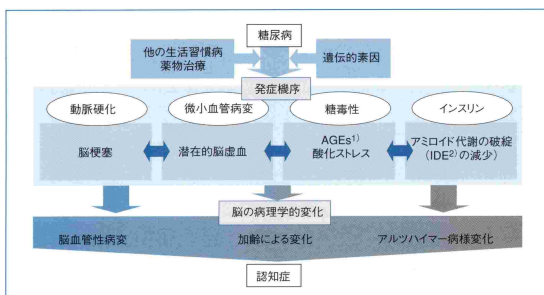 糖尿病
他の生活習慣病
薬物治療
遺伝的素因
発症機序
動脈硬化
微小血管病変
糖毒性
インスリン
脳梗塞
潜在的脳虚血
AGEs1)
酸化ストレス
アミロイド代謝の破綻
(IDE2)の減少)
脳の病理学的変化
脳血管性病変
加齢による変化
アルツハイマー病様変化
認知症